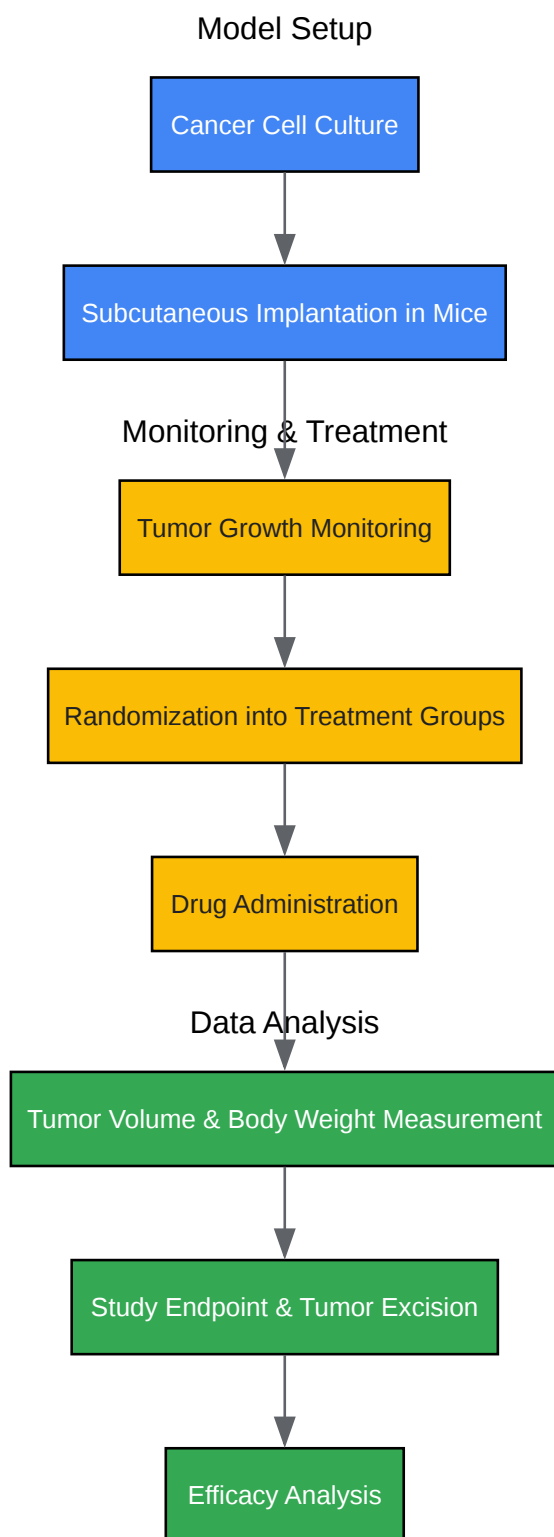 Model Setup
Cancer Cell Culture
Subcutaneous Implantation in Mice
Monitoring & Treatment
Tumor Growth Monitoring
Randomization into Treatment Groups
Drug Administration
Data Analysis
Tumor Volume & Body Weight Measurement
Study Endpoint & Tumor Excision
Efficacy Analysis